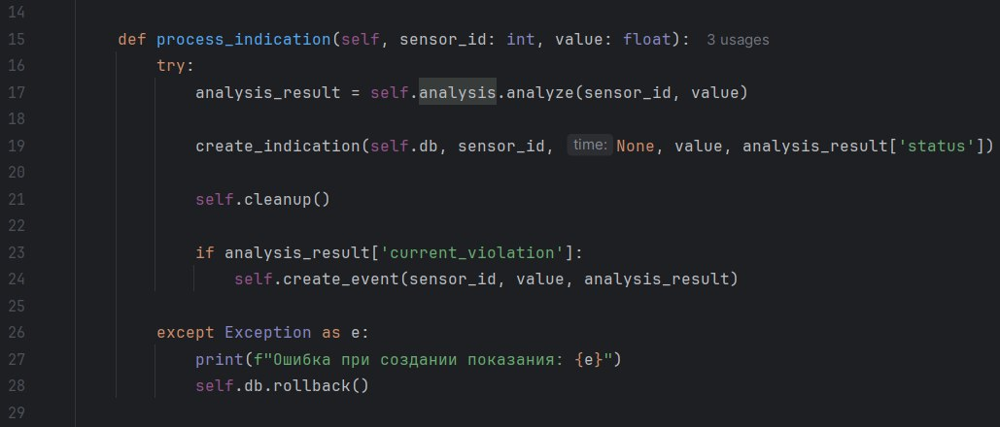 14
15 def process_indication(self, sensor_id: int, value: float): 3 usages
16 try:
17 analysis_result = self.analysis.analyze(sensor_id, value)
18
19 create_indication(self.db, sensor_id, time: None, value, analysis_result['status'])
20
21 self.cleanup()
22
23 if analysis_result['current_violation']:
24 self.create_event(sensor_id, value, analysis_result)
25
26 except Exception as e:
27 print(f"Ошибка при создании показания: {e}")
28 self.db.rollback()
29